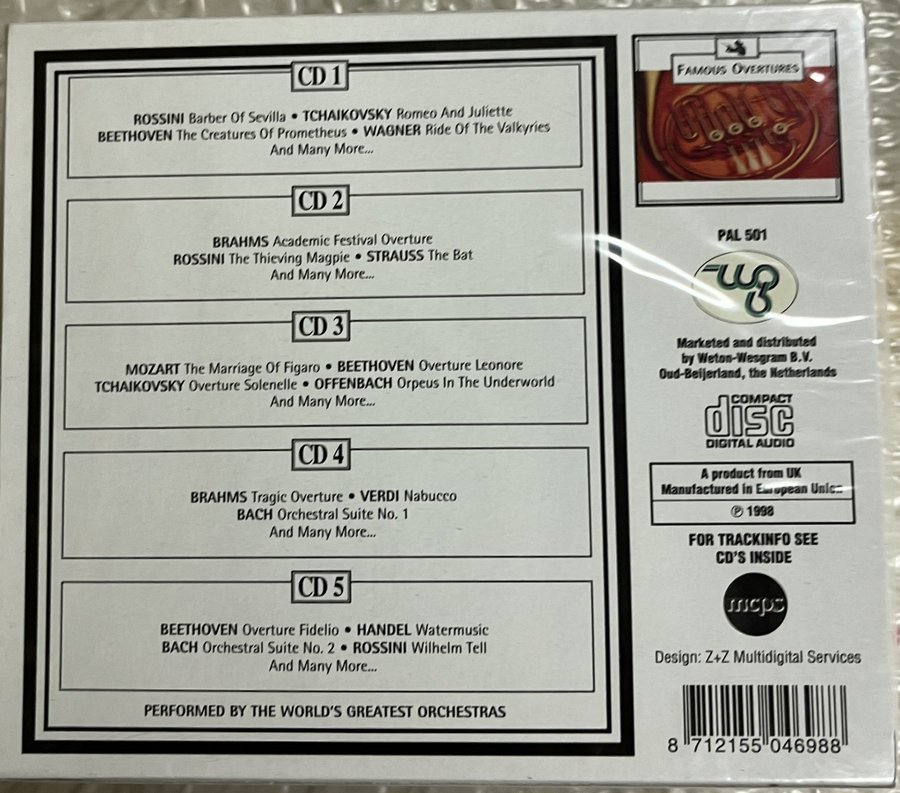 CD 1
ROSSINI Barber Of Sevilla • TCHAIKOVSKY Romeo And Juliette
BEETHOVEN The Creatures Of Prometheus • WAGNER Ride Of The Valkyries
And Many More...
CD 2
BRAHMS Academic Festival Overture
ROSSINI The Thieving Magpie • STRAUSS The Bat
And Many More...
CD 3
MOZART The Marriage Of Figaro • BEETHOVEN Overture Leonore
TCHAIKOVSKY Overture Solenelle • OFFENBACH Orpeus In The Underworld
And Many More...
CD 4
BRAHMS Tragic Overture • VERDI Nabucco
BACH Orchestral Suite No. 1
And Many More...
CD 5
BEETHOVEN Overture Fidelio • HANDEL Watermusic
BACH Orchestral Suite No. 2 • ROSSINI Wilhelm Tell
And Many More...
PERFORMED BY THE WORLD'S GREATEST ORCHESTRAS
FAMOUS OVERTURES
PAL 501
Marketed and distributed
by Weton-Wesgram B.V.
Oud-Beijerland, the Netherlands
COMPACT
disc
DIGITAL AUDIO
A product from UK
Manufactured in European Union
℗ 1998
FOR TRACKINFO SEE
CD'S INSIDE
mcps
Design: Z+Z Multidigital Services
8 712155 046988